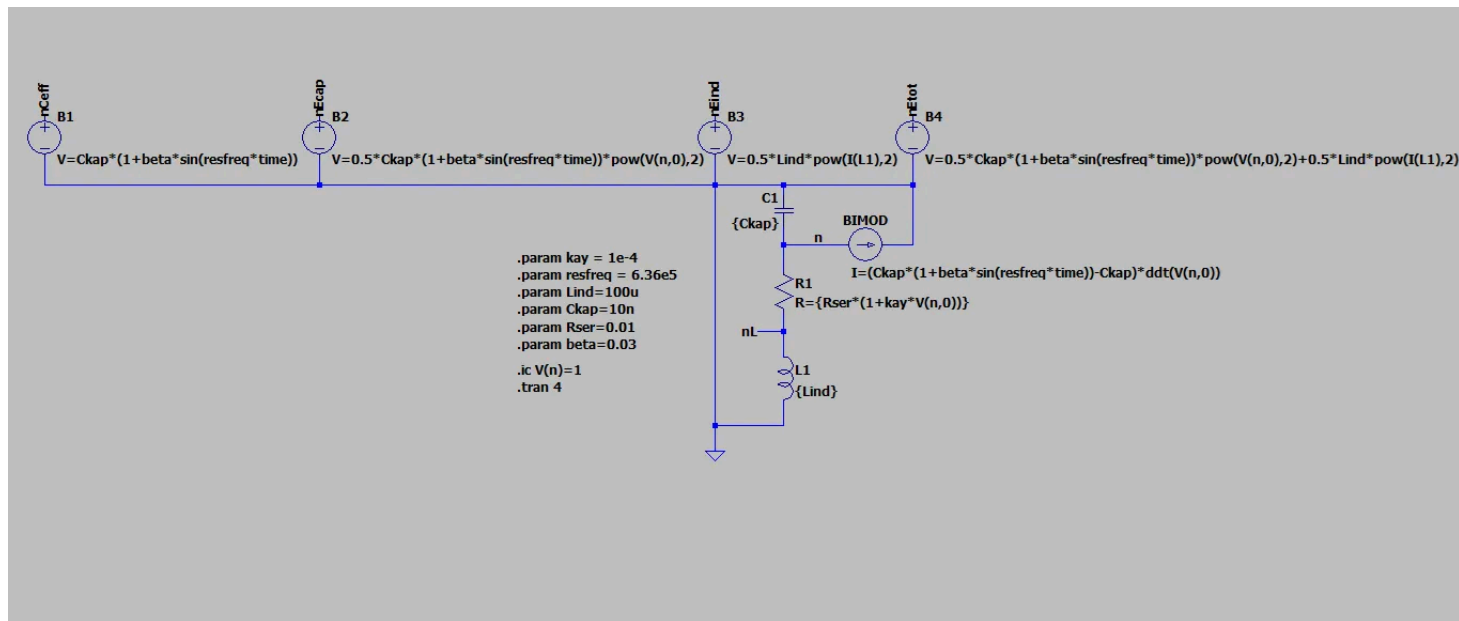 nCeff
B1
V=Ckap*(1+beta*sin(resfreq*time))
nEcap
B2
V=0.5*Ckap*(1+beta*sin(resfreq*time))*pow(V(n,0),2)
nEind
B3
V=0.5*Lind*pow(I(L1),2)
nEtot
B4
V=0.5*Ckap*(1+beta*sin(resfreq*time))*pow(V(n,0),2)+0.5*Lind*pow(I(L1),2)
C1
{Ckap}
BIMOD
n
I=(Ckap*(1+beta*sin(resfreq*time))-Ckap)*ddt(V(n,0))
R1
R={Rser*(1+kay*V(n,0))}
nL
L1
{Lind}
.param kay = 1e-4
.param resfreq = 6.36e5
.param Lind=100u
.param Ckap=10n
.param Rser=0.01
.param beta=0.03
.ic V(n)=1
.tran 4